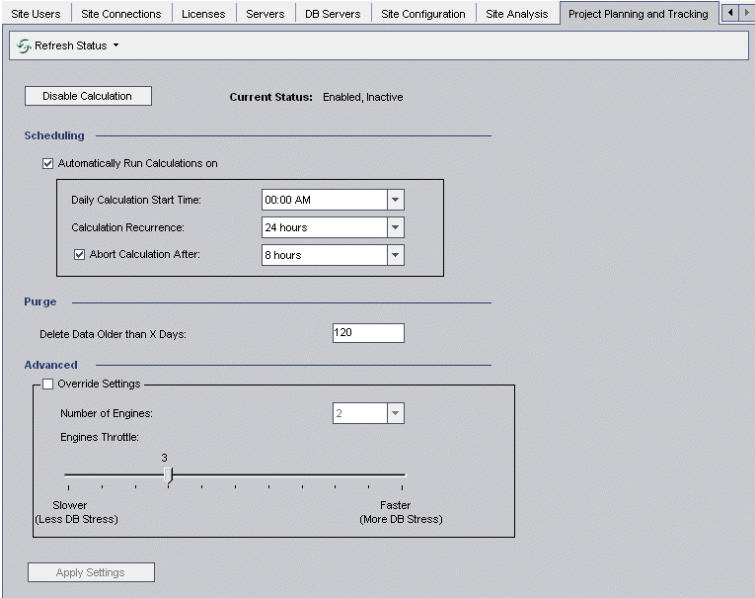 Site Users Site Connections Licenses Servers DB Servers Site Configuration Site Analysis Project Planning and Tracking
Refresh Status
Disable Calculation Current Status: Enabled, Inactive
Scheduling
Automatically Run Calculations on
Daily Calculation Start Time: 00:00 AM
Calculation Recurrence: 24 hours
Abort Calculation After: 8 hours
Purge
Delete Data Older than X Days: 120
Advanced
Override Settings
Number of Engines: 2
Engines Throttle:
3
Slower Faster
(Less DB Stress) (More DB Stress)
Apply Settings